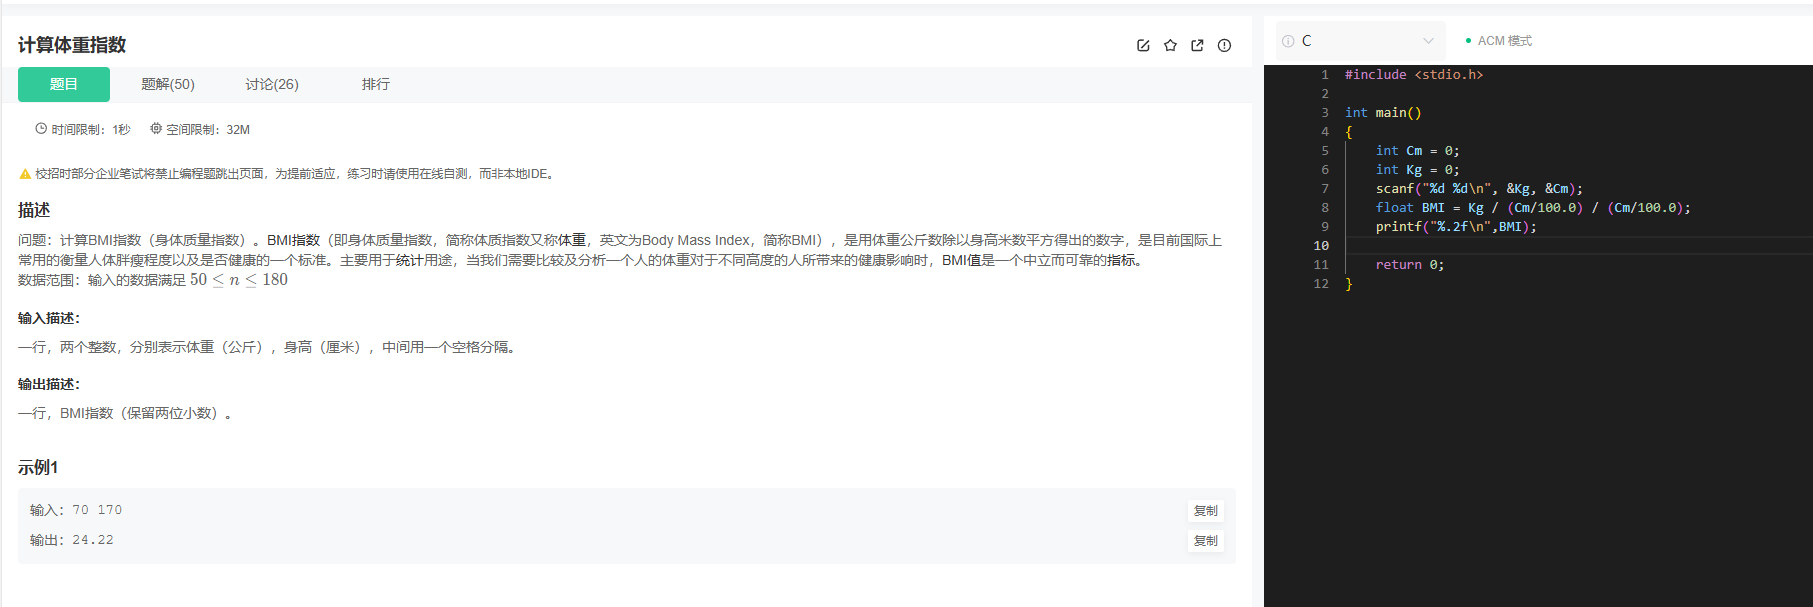 计算体重指数
题目
题解(50)
讨论(26)
排行
时间限制：1秒 空间限制：32M
校招时部分企业笔试将禁止编程题跳出页面，为提前适应，练习时请使用在线自测，而非本地IDE。
描述
问题：计算BMI指数（身体质量指数）。BMI指数（即身体质量指数，简称体质指数又称体重，英文为Body Mass Index，简称BMI），是用体重公斤数除以身高米数平方得出的数字，是目前国际上
常用的衡量人体胖瘦程度以及是否健康的一个标准。主要用于统计用途，当我们需要比较及分析一个人的体重对于不同高度的人所带来的健康影响时，BMI值是一个中立而可靠的指标。
数据范围：输入的数据满足 50 ≤ n ≤ 180
输入描述：
一行，两个整数，分别表示体重（公斤），身高（厘米），中间用一个空格分隔。
输出描述：
一行，BMI指数（保留两位小数）。
示例1
输入：70 170
复制
输出：24.22
复制
C
ACM 模式
1 #include <stdio.h>
2
3 int main()
4 {
5 int Cm = 0;
6 int Kg = 0;
7 scanf("%d %d\n", &Kg, &Cm);
8 float BMI = Kg / (Cm/100.0) / (Cm/100.0);
9 printf("%.2f\n",BMI);
10
11 return 0;
12 }